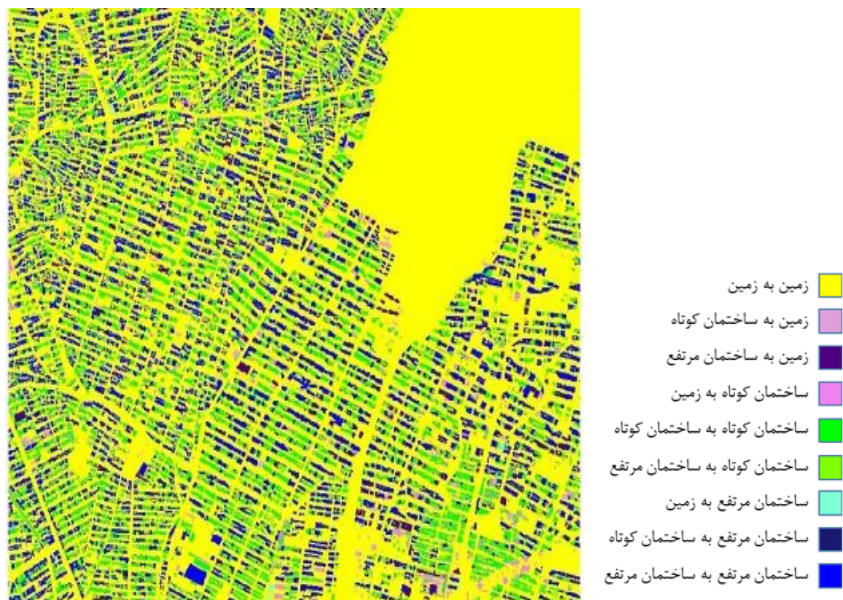 زمین به زمین
زمین به ساختمان کوتاه
زمین به ساختمان مرتفع
ساختمان کوتاه به زمین
ساختمان کوتاه به ساختمان کوتاه
ساختمان کوتاه به ساختمان مرتفع
ساختمان مرتفع به زمین
ساختمان مرتفع به ساختمان کوتاه
ساختمان مرتفع به ساختمان مرتفع